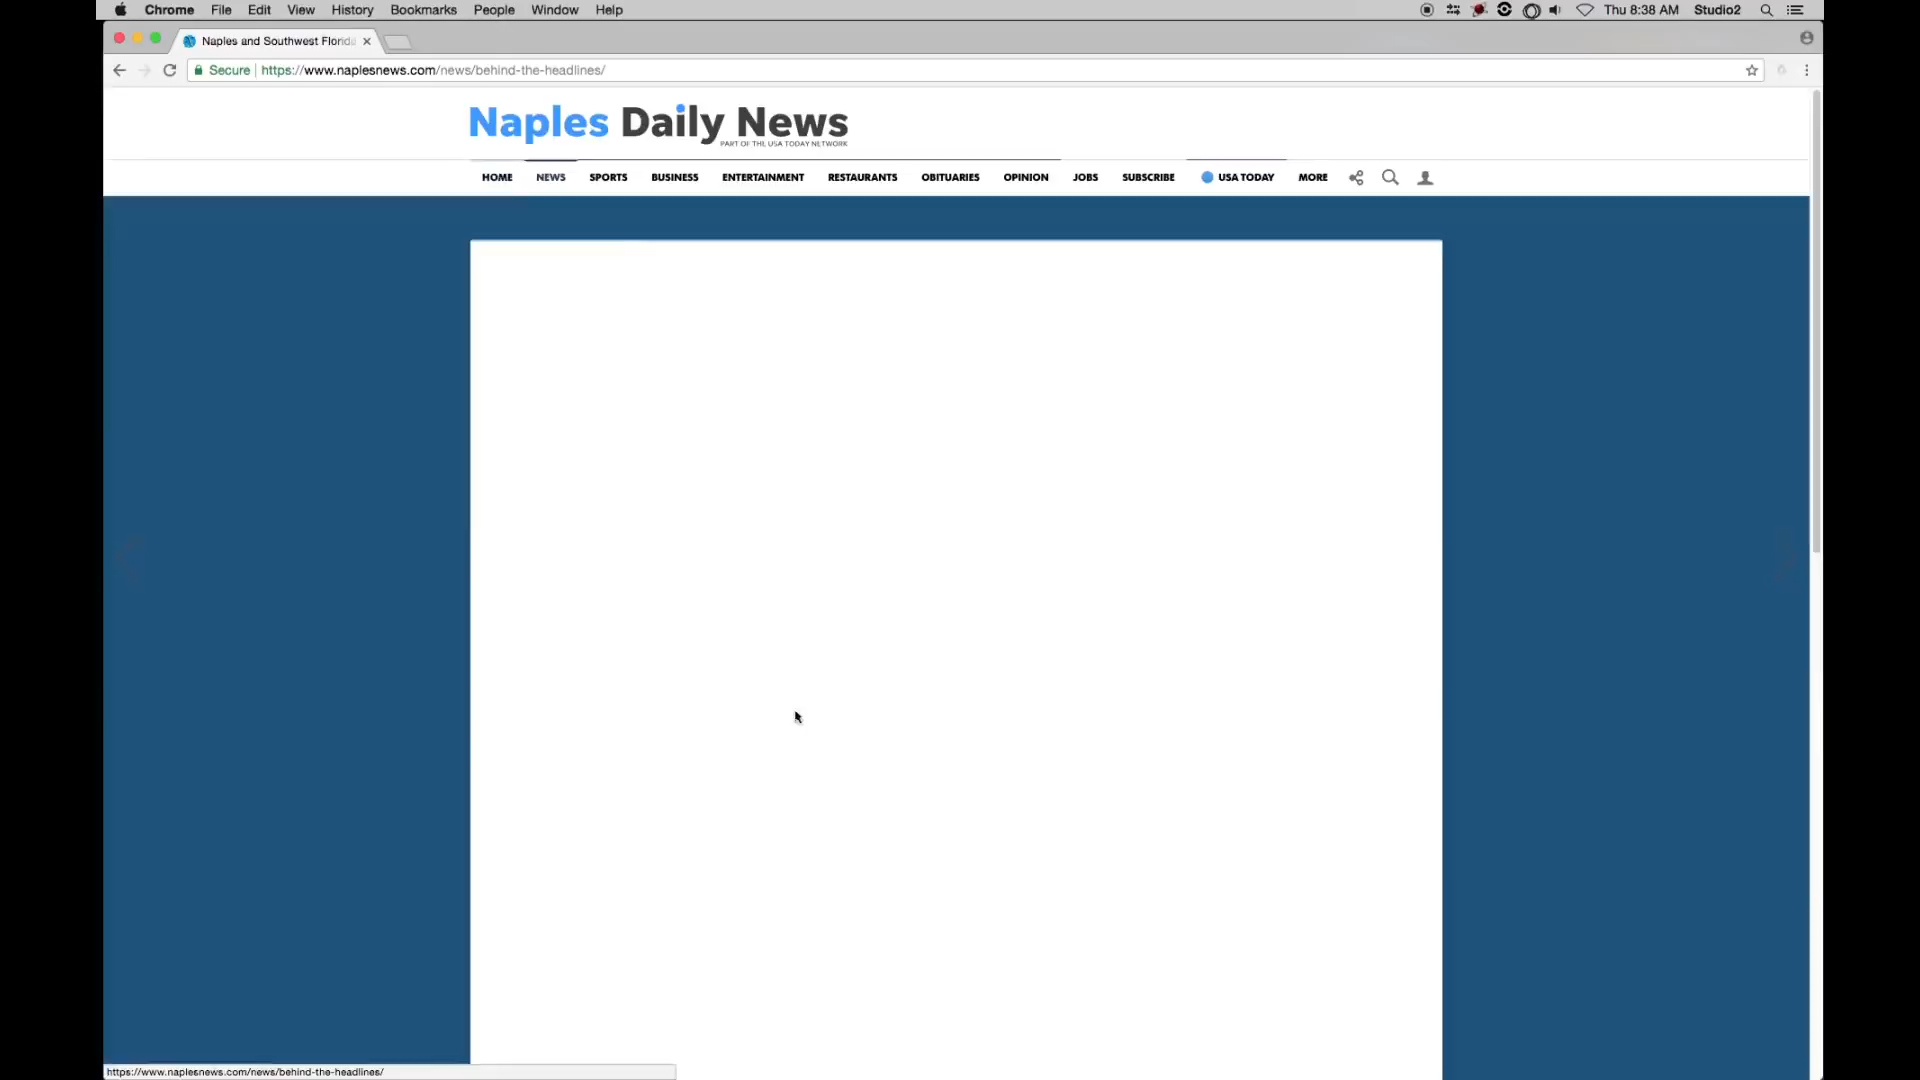 Chrome File Edit View History Bookmarks People Window Help Thu 8:38 AM Studio2
Naples and Southwest Florida
Secure https://www.naplesnews.com/news/behind-the-headlines/
Naples Daily News
PART OF THE USA TODAY NETWORK
HOME NEWS SPORTS BUSINESS ENTERTAINMENT RESTAURANTS OBITUARIES OPINION JOBS SUBSCRIBE USA TODAY MORE
https://www.naplesnews.com/news/behind-the-headlines/